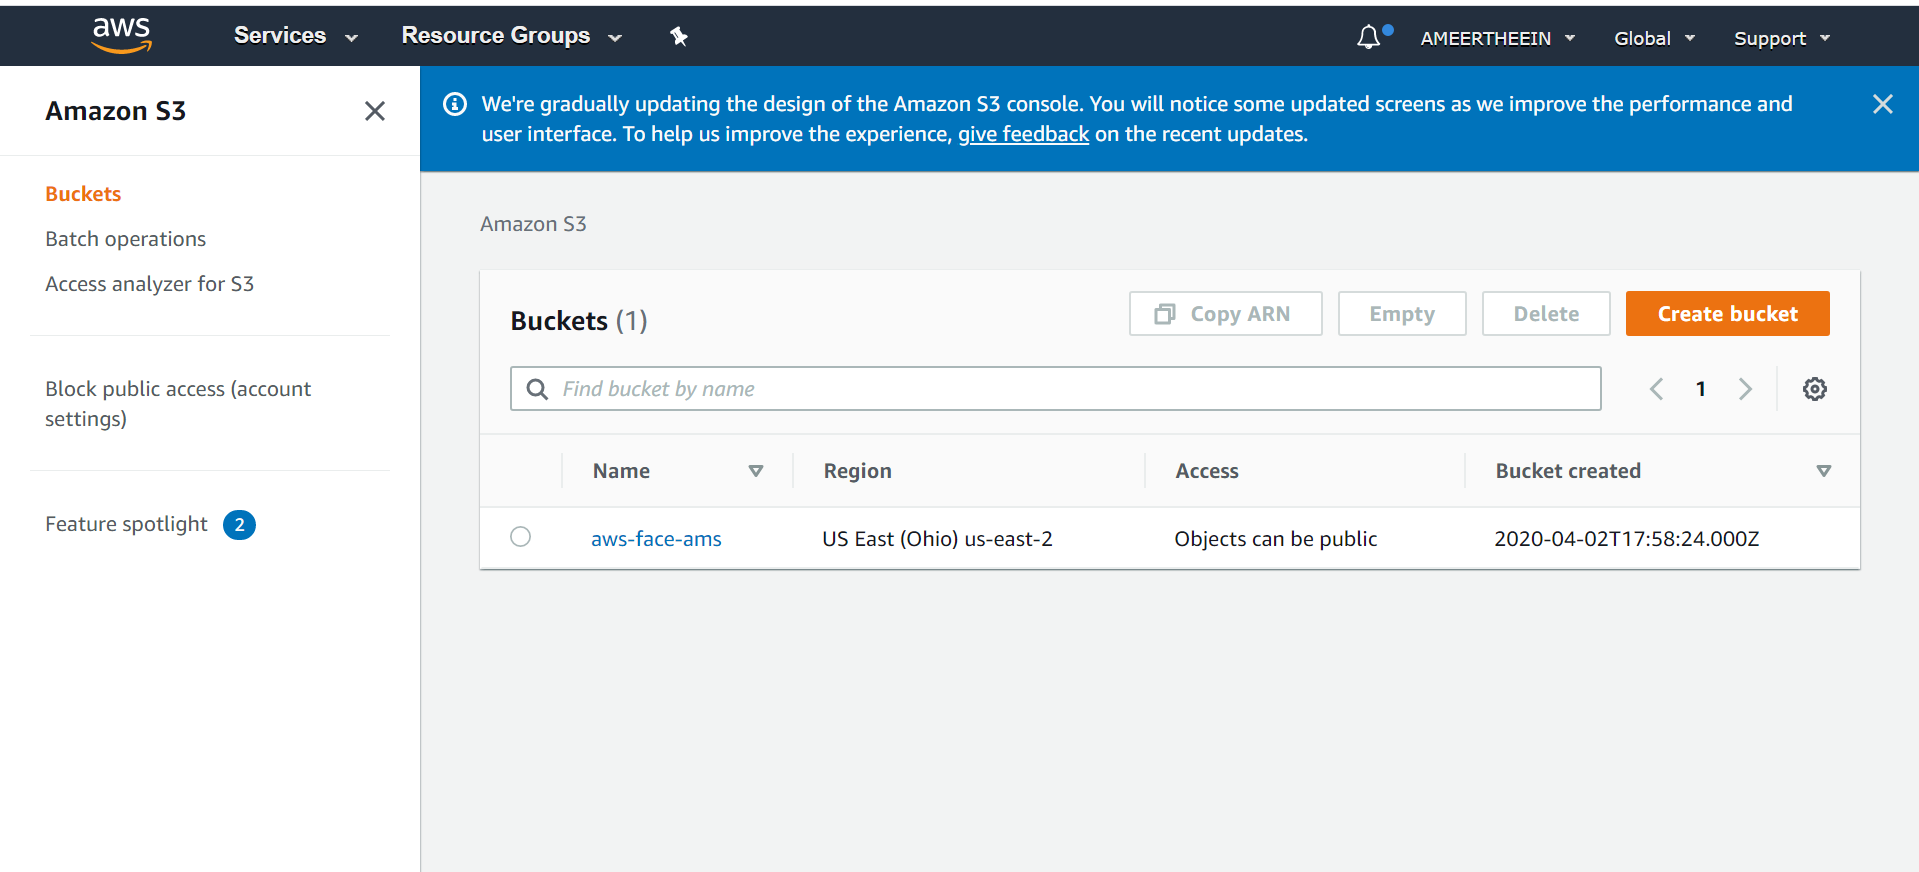 aws
Services
Resource Groups
AMEERTHEEIN
Global
Support
Amazon S3
Buckets
Batch operations
Access analyzer for S3
Block public access (account
settings)
Feature spotlight 2
We're gradually updating the design of the Amazon S3 console. You will notice some updated screens as we improve the performance and
user interface. To help us improve the experience, give feedback on the recent updates.
Amazon S3
Buckets (1)
Copy ARN
Empty
Delete
Create bucket
Find bucket by name
1
Name
Region
Access
Bucket created
aws-face-ams
US East (Ohio) us-east-2
Objects can be public
2020-04-02T17:58:24.000Z